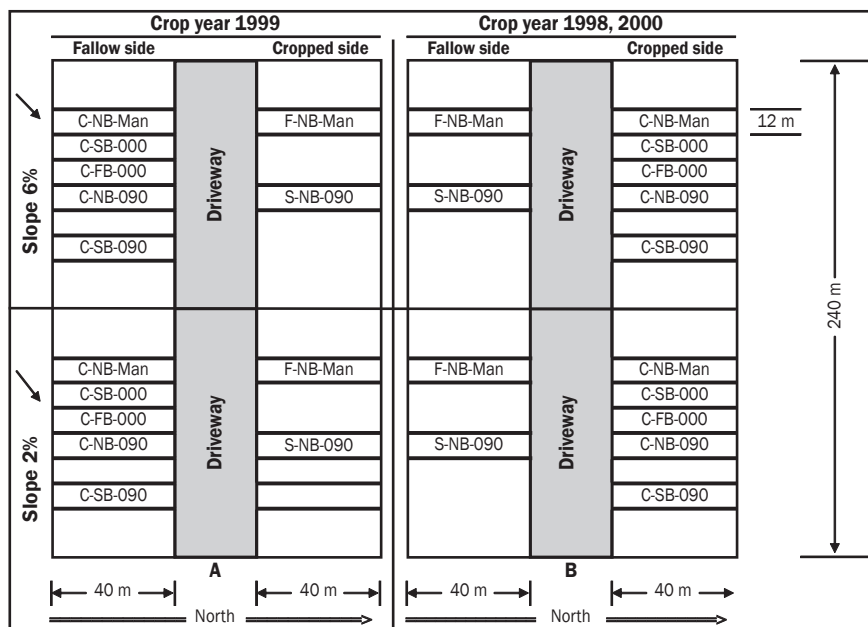 Crop year 1999 Crop year 1998, 2000
Fallow side Cropped side Fallow side Cropped side
Slope 6%
C-NB-Man F-NB-Man F-NB-Man C-NB-Man 12 m
C-SB-000 C-SB-000
C-FB-000 C-FB-000
C-NB-090 S-NB-090 S-NB-090 C-NB-090
C-SB-090 C-SB-090
Driveway Driveway
240 m
Slope 2%
C-NB-Man F-NB-Man F-NB-Man C-NB-Man
C-SB-000 C-SB-000
C-FB-000 C-FB-000
C-NB-090 S-NB-090 S-NB-090 C-NB-090
C-SB-090 C-SB-090
Driveway Driveway
A B
40 m 40 m 40 m 40 m
North North